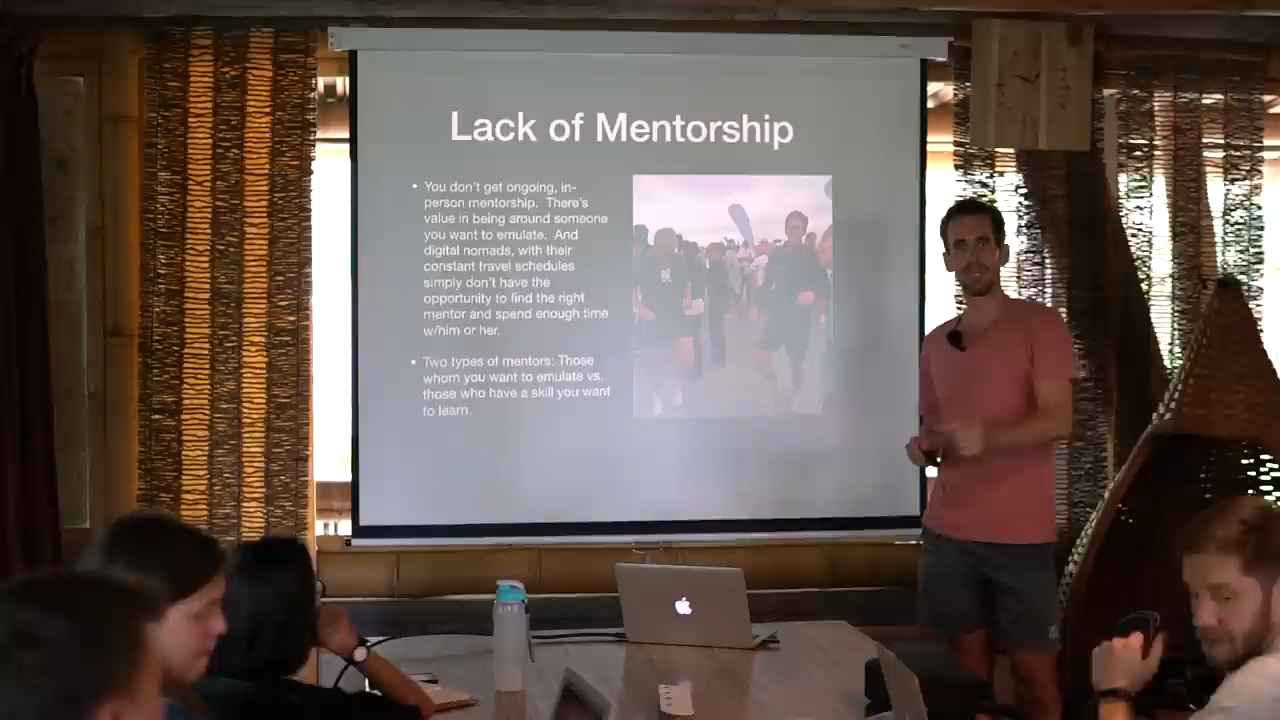 Lack of Mentorship
• You don't get ongoing, in-
person mentorship. There's
value in being around someone
you want to emulate. And
digital nomads, with their
constant travel schedules
simply don't have the
opportunity to find the right
mentor and spend enough time
w/him or her.
• Two types of mentors: Those
whom you want to emulate vs.
those who have a skill you want
to learn.